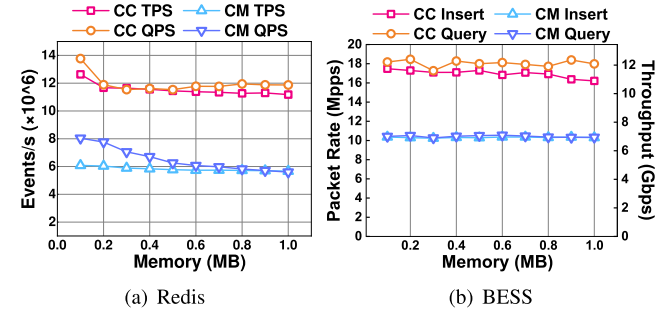 CC TPS CM TPS
CC QPS CM QPS
14
12
10
8
6
4
2
Events/s (×10^6)
0.0 0.2 0.4 0.6 0.8 1.0
Memory (MB)
(a) Redis
CC Insert CM Insert
CC Query CM Query
20
18
16
14
12
10
8
6
4
2
0
Packet Rate (Mpps)
12
10
8
6
4
2
0
Throughput (Gbps)
0.2 0.4 0.6 0.8 1.0
Memory (MB)
(b) BESS